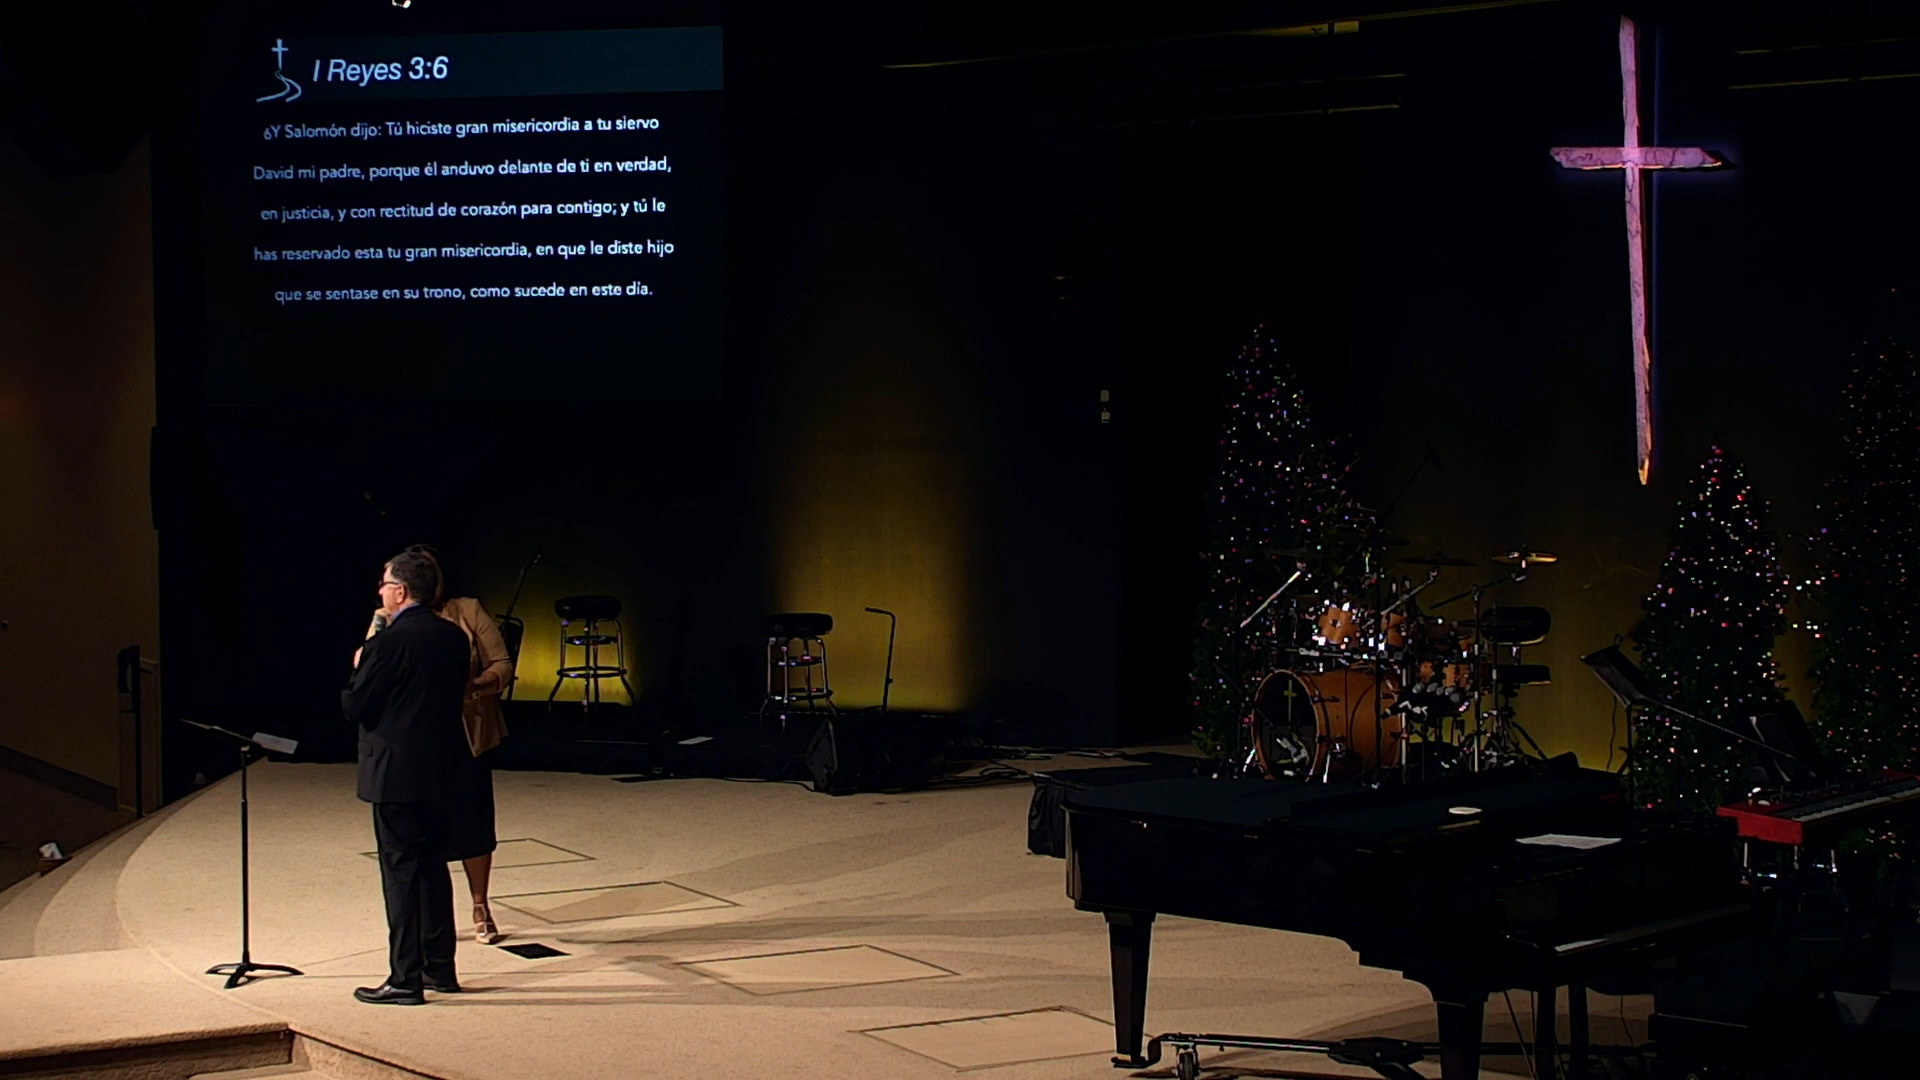 I Reyes 3:6
6Y Salomón dijo: Tú hiciste gran misericordia a tu siervo
David mi padre, porque él anduvo delante de ti en verdad,
en justicia, y con rectitud de corazón para contigo; y tú le
has reservado esta tu gran misericordia, en que le diste hijo
que se sentase en su trono, como sucede en este día.